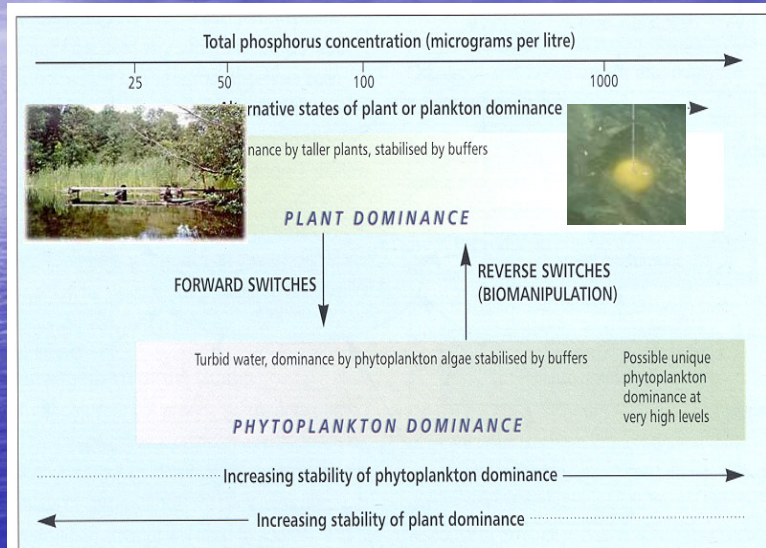 Total phosphorus concentration (micrograms per litre)
25 50 100 1000
ternative states of plant or plankton dominance
nance by taller plants, stabilised by buffers
PLANT DOMINANCE
FORWARD SWITCHES
REVERSE SWITCHES
(BIOMANIPULATION)
Turbid water, dominance by phytoplankton algae stabilised by buffers
Possible unique
phytoplankton
dominance at
very high levels
PHYTOPLANKTON DOMINANCE
Increasing stability of phytoplankton dominance
Increasing stability of plant dominance